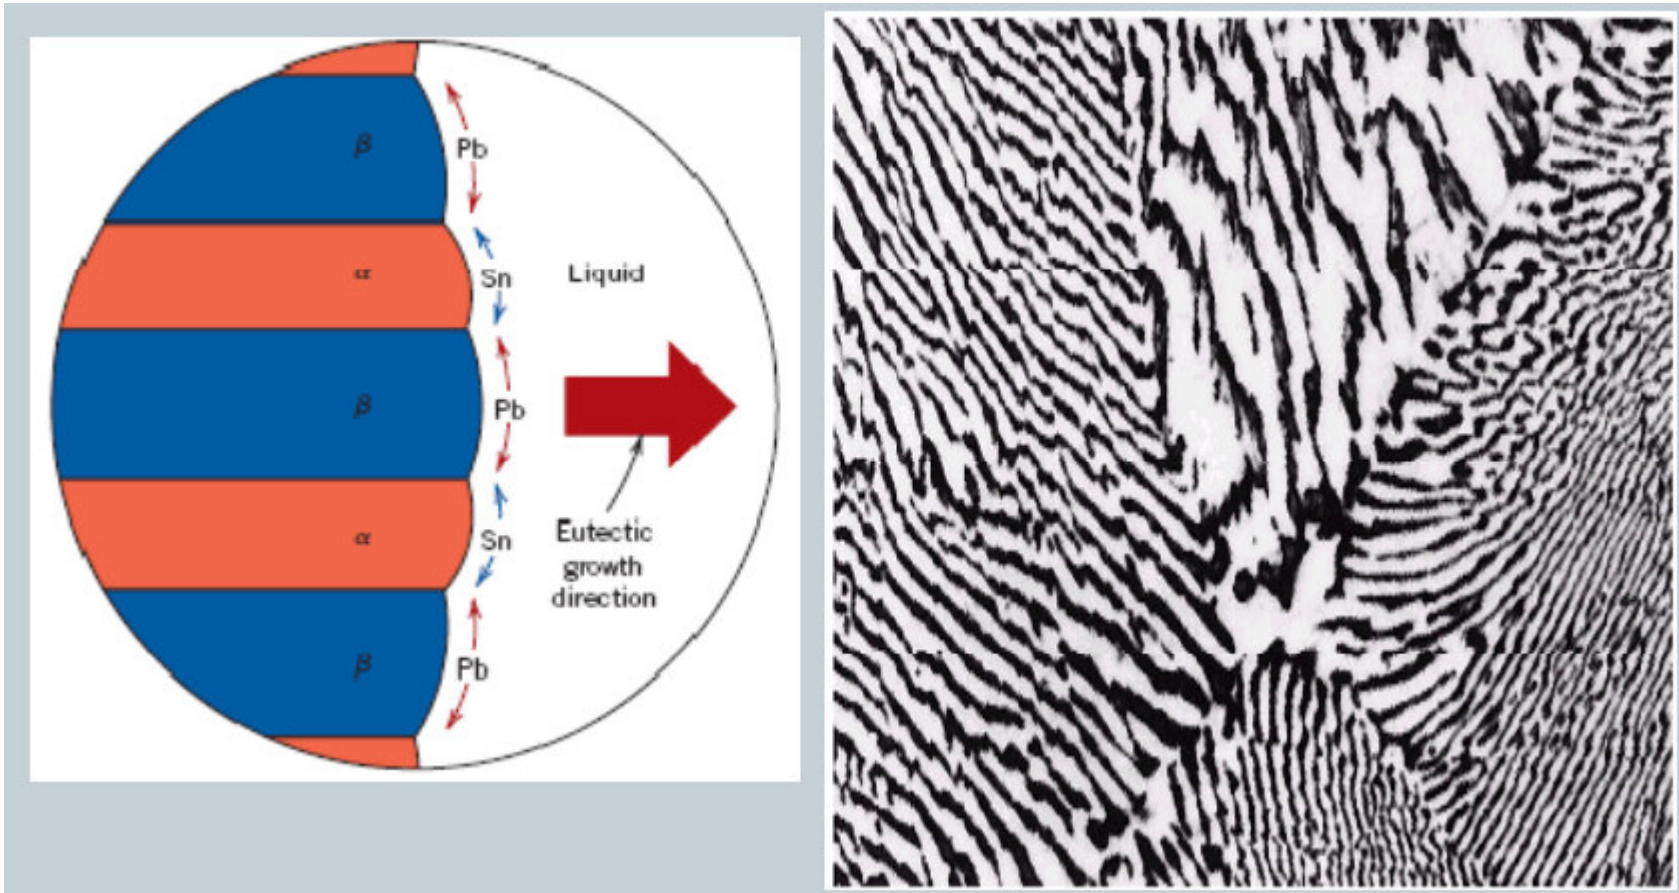 β
Pb
α
Sn
Liquid
β
Pb
α
Sn
Eutectic
growth
direction
β
Pb